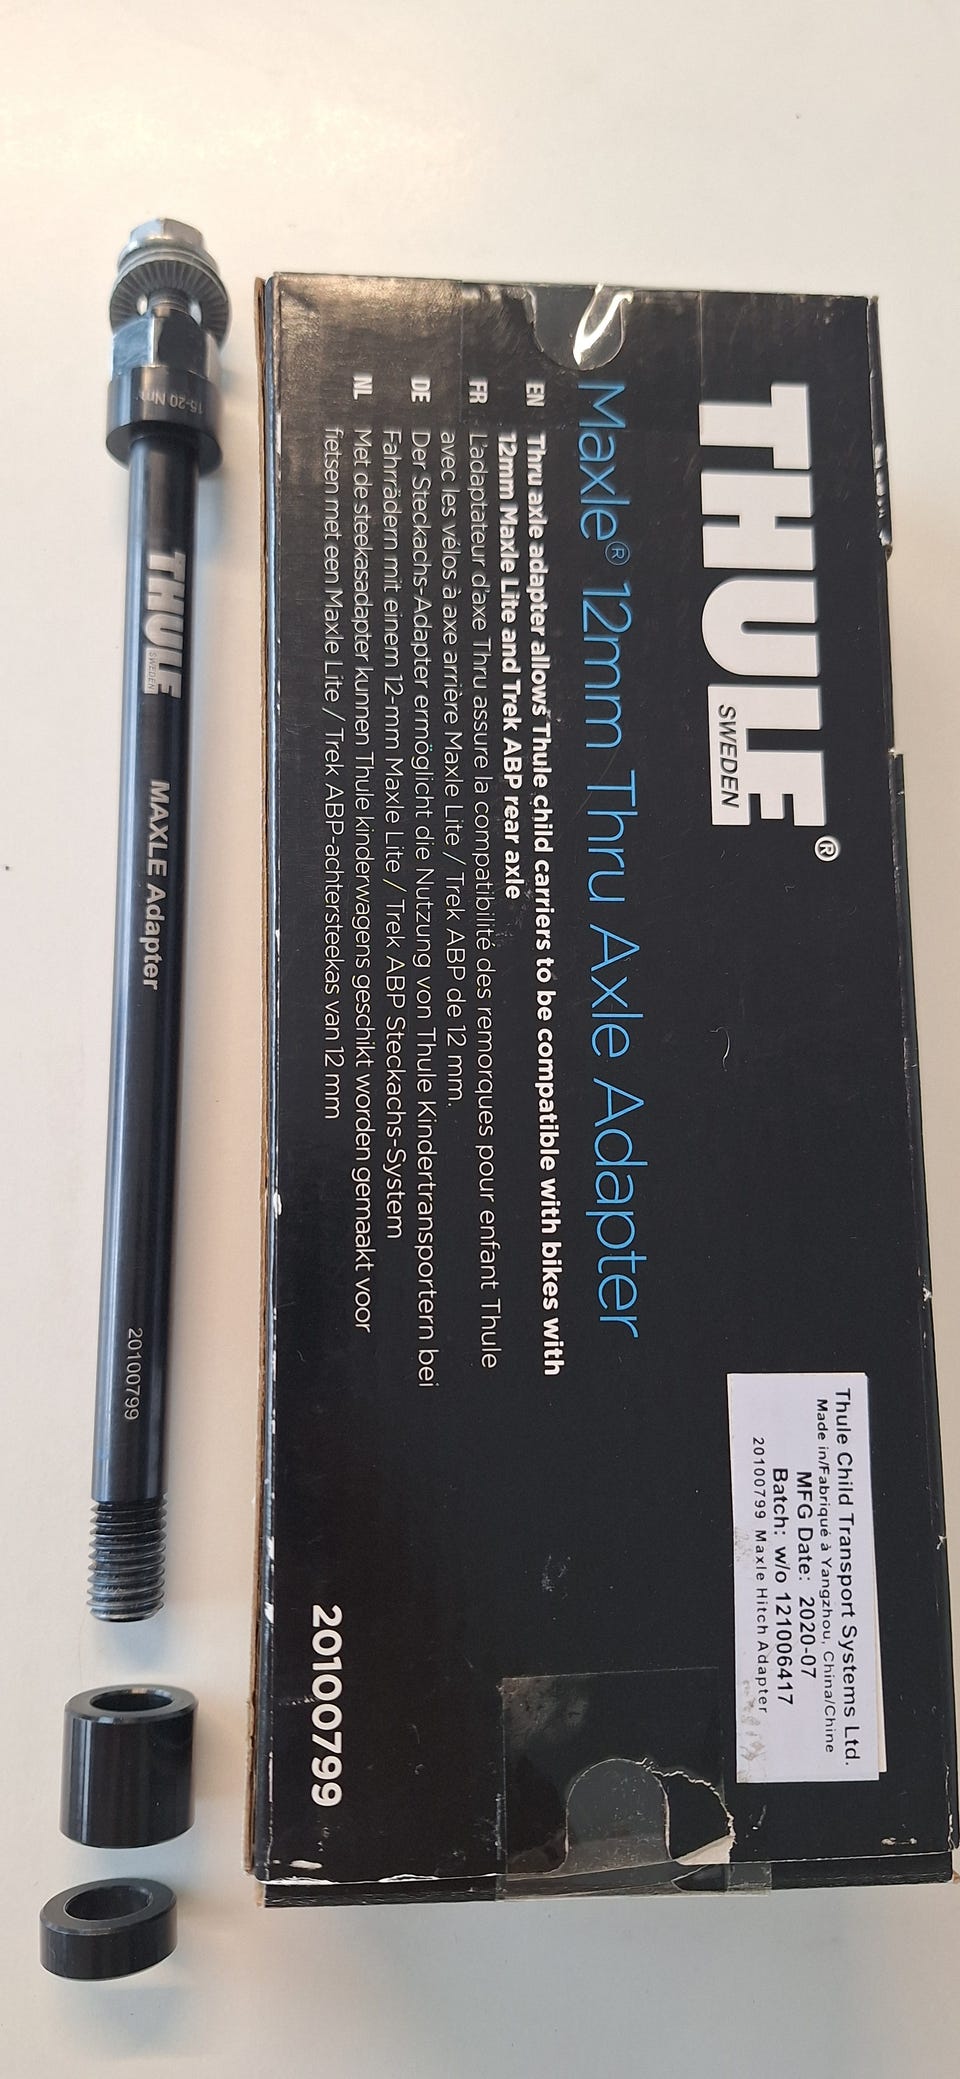 THULE®
SWEDEN
Maxle® 12mm Thru Axle Adapter
EN Thru axle adapter allows Thule child carriers to be compatible with bikes with
12mm Maxle Lite and Trek ABP rear axle
FR L'adaptateur d'axe Thru assure la compatibilité des remorques pour enfant Thule
avec les vélos à axe arrière Maxle Lite / Trek ABP de 12 mm.
DE Der Steckachs-Adapter ermöglicht die Nutzung von Thule Kindertransportern bei
Fahrrädern mit einem 12-mm Maxle Lite / Trek ABP Steckachs-System
NL Met de steekasadapter kunnen Thule kinderwagens geschikt worden gemaakt voor
fietsen met een Maxle Lite / Trek ABP-achtersteekas van 12 mm
20100799
Thule Child Transport Systems Ltd.
Made in/Fabriqué à Yangzhou, China/Chine
MFG Date: 2020-07
Batch: w/o 121006417
20100799 Maxle Hitch Adapter
15-20 Nm
THULE
SWEDEN
MAXLE Adapter
20100799